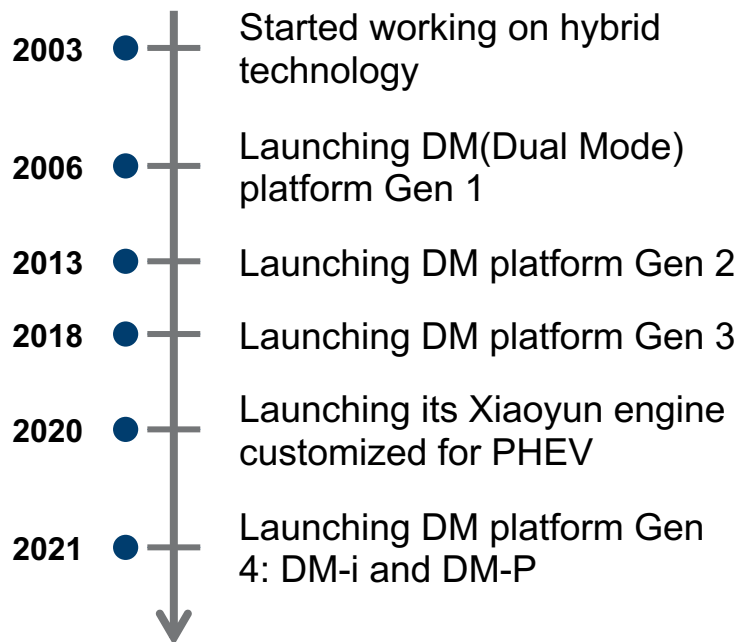 2003
Started working on hybrid
technology
2006
Launching DM(Dual Mode)
platform Gen 1
2013
Launching DM platform Gen 2
2018
Launching DM platform Gen 3
2020
Launching its Xiaoyun engine
customized for PHEV
2021
Launching DM platform Gen
4: DM-i and DM-P